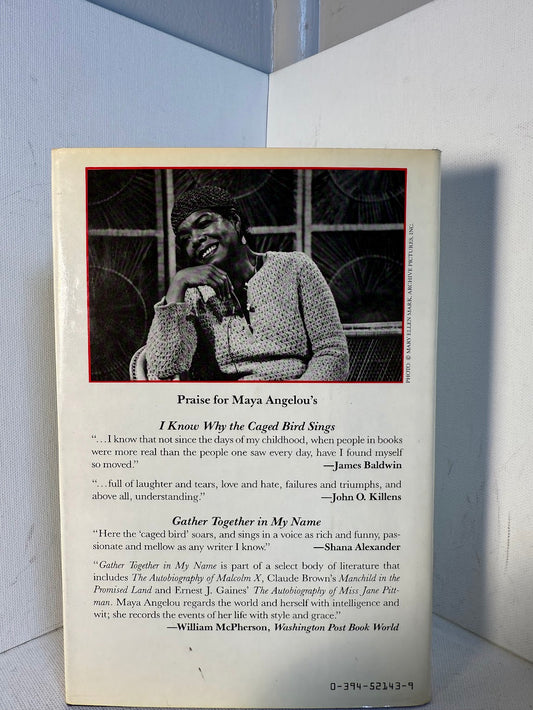 PHOTO: © MARY ELLEN MARK, ARCHIVE PICTURES, INC.
Praise for Maya Angelou's
I Know Why the Caged Bird Sings
“…I know that not since the days of my childhood, when people in books
were more real than the people one saw every day, have I found myself
so moved.” —James Baldwin
“…full of laughter and tears, love and hate, failures and triumphs, and
above all, understanding.” —John O. Killens
Gather Together in My Name
“Here the ‘caged bird’ soars, and sings in a voice as rich and funny, pas-
sionate and mellow as any writer I know.” —Shana Alexander
“Gather Together in My Name is part of a select body of literature that
includes The Autobiography of Malcolm X, Claude Brown's Manchild in the
Promised Land and Ernest J. Gaines' The Autobiography of Miss Jane Pitt-
man. Maya Angelou regards the world and herself with intelligence and
wit; she records the events of her life with style and grace.”
—William McPherson, Washington Post Book World
0-394-52143-9